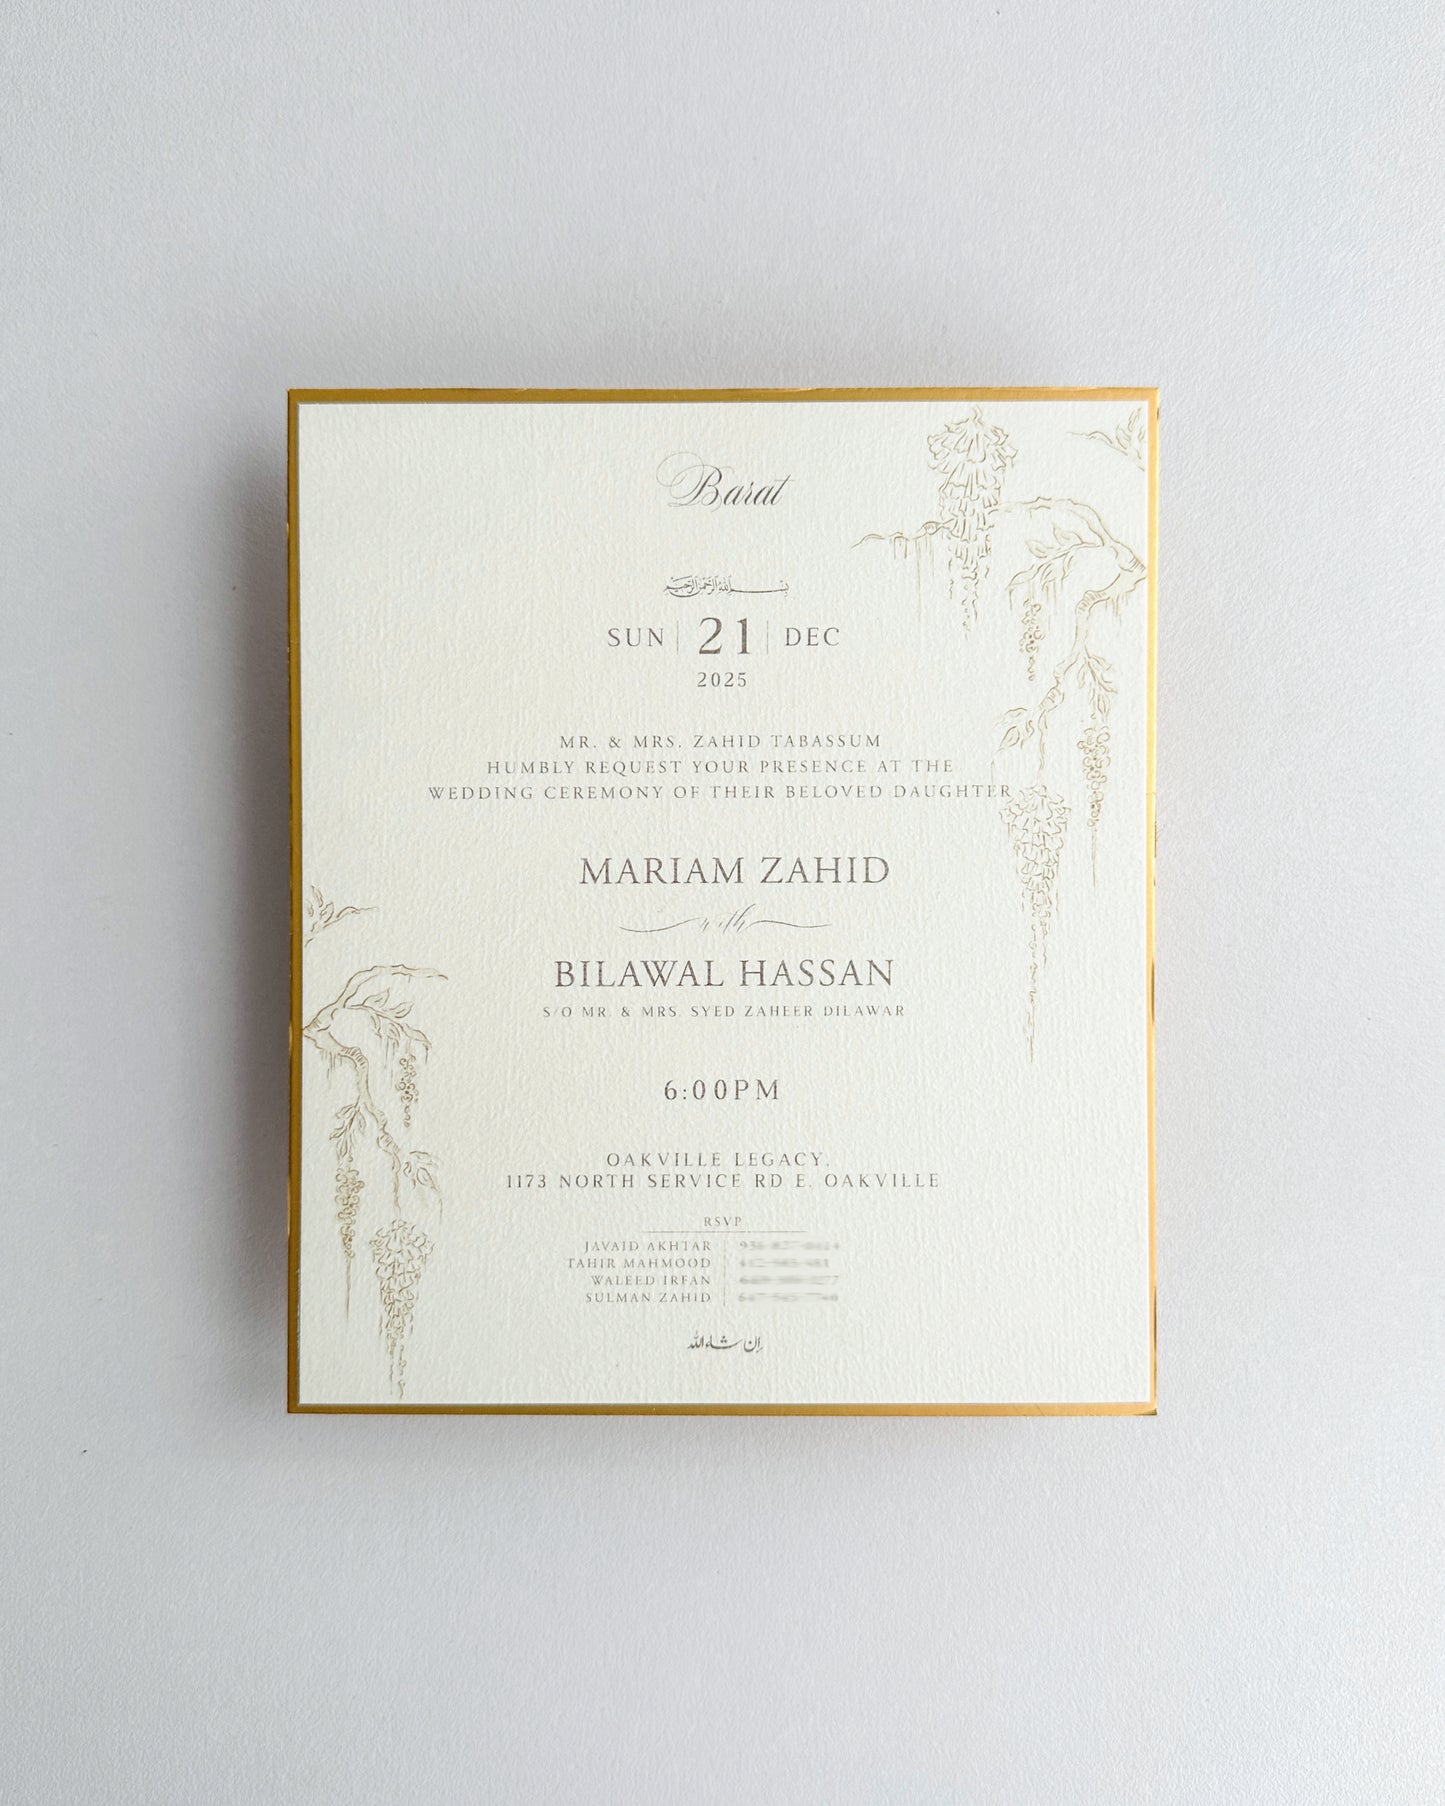 Barat
بسم الله الرحمن الرحيم
SUN | 21 | DEC
2025
MR. & MRS. ZAHID TABASSUM
HUMBLY REQUEST YOUR PRESENCE AT THE
WEDDING CEREMONY OF THEIR BELOVED DAUGHTER
MARIAM ZAHID
with
BILAWAL HASSAN
S/O MR. & MRS. SYED ZAHEER DILAWAR
6:00PM
OAKVILLE LEGACY,
1173 NORTH SERVICE RD E, OAKVILLE
RSVP
JAVAID AKHTAR
TAHIR MAHMOOD
WALEED IRFAN
SULMAN ZAHID
إن شاء الله